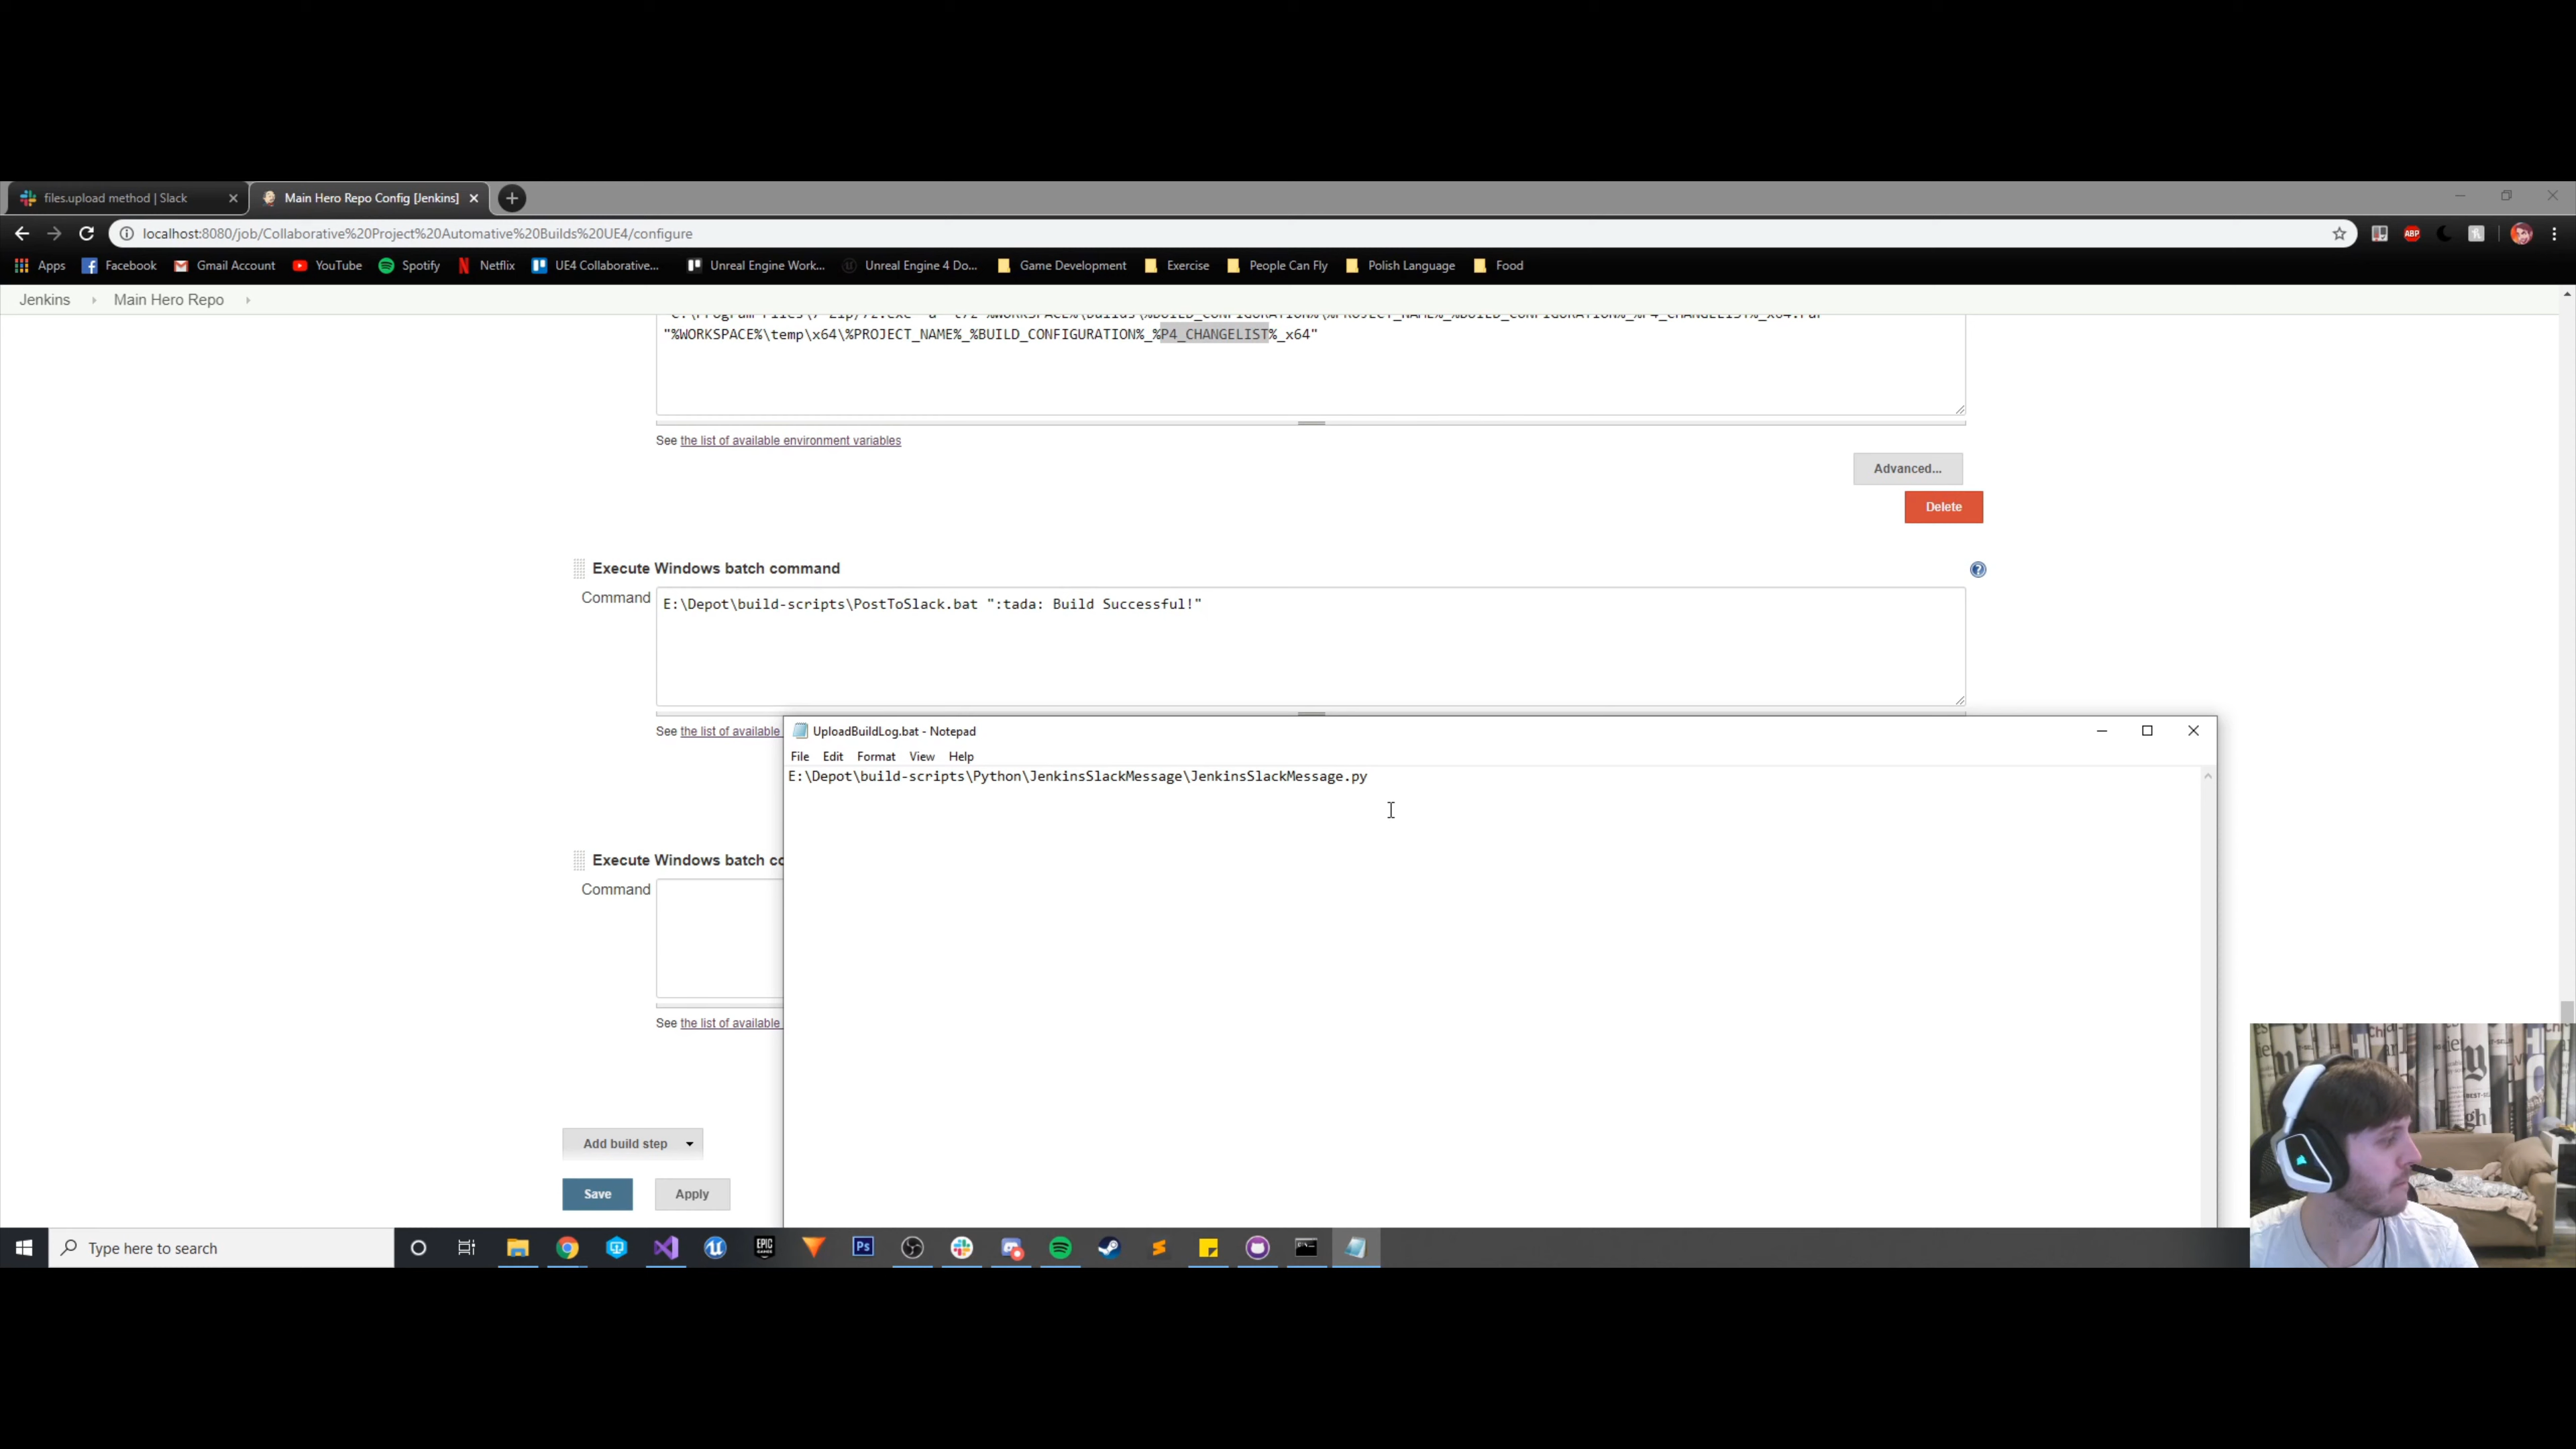 files.upload method | Slack
Main Hero Repo Config [Jenkins]
localhost:8080/job/Collaborative%20Project%20Automative%20Builds%20UE4/configure
ABP
Apps Facebook Gmail Account YouTube Spotify Netflix UE4 Collaborative... Unreal Engine Work... Unreal Engine 4 Do... Game Development Exercise People Can Fly Polish Language Food
Jenkins Main Hero Repo
"%WORKSPACE%\temp\x64\%PROJECT_NAME%_%BUILD_CONFIGURATION%_%P4_CHANGELIST%_x64"
See the list of available environment variables
Advanced...
Delete
Execute Windows batch command
Command E:\Depot\build-scripts\PostToSlack.bat ":tada: Build Successful!"
See the list of available
UploadBuildLog.bat - Notepad
File Edit Format View Help
E:\Depot\build-scripts\Python\JenkinsSlackMessage\JenkinsSlackMessage.py
Execute Windows batch co
Command
See the list of available
Add build step
Save Apply
Type here to search
EPIC GAMES
Ps